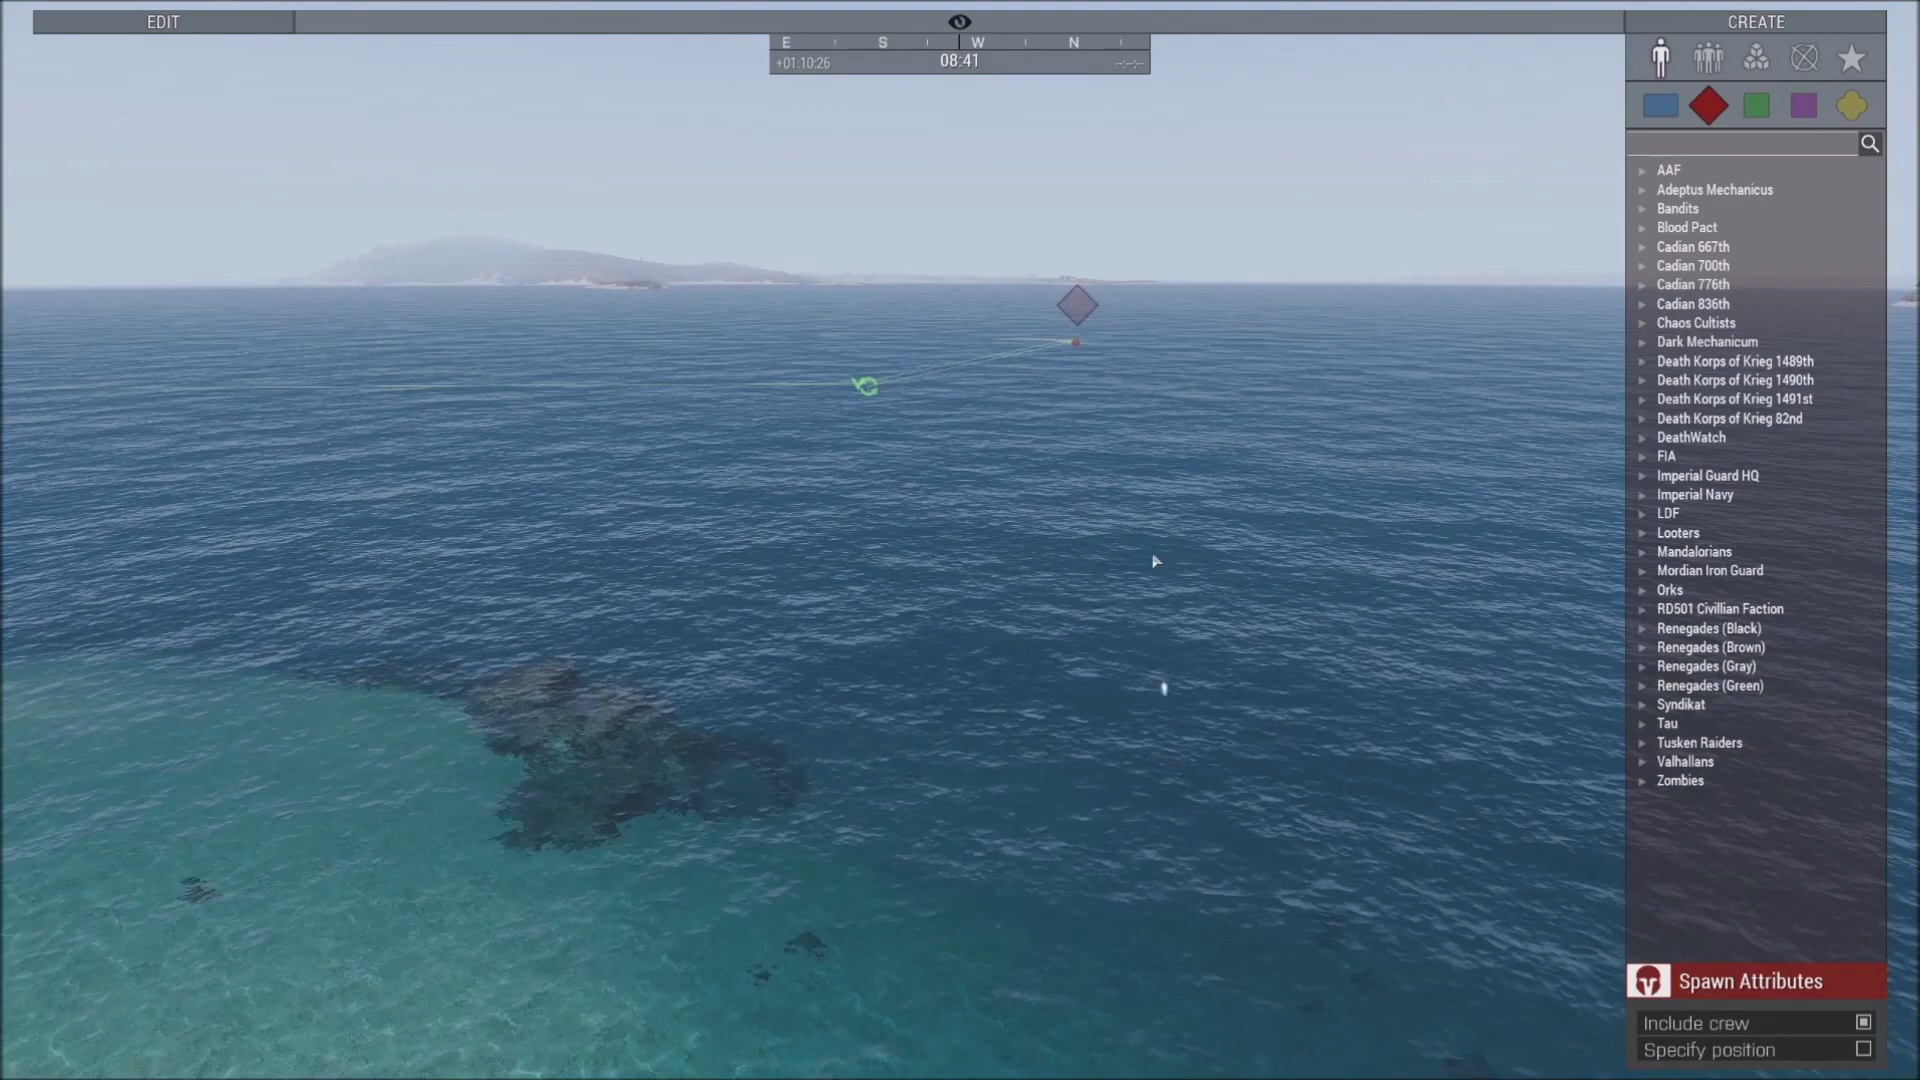 EDIT
CREATE
E S W N
+01:10:26 08:41 --:--:--
AAF
Adeptus Mechanicus
Bandits
Blood Pact
Cadian 667th
Cadian 700th
Cadian 776th
Cadian 836th
Chaos Cultists
Dark Mechanicum
Death Korps of Krieg 1489th
Death Korps of Krieg 1490th
Death Korps of Krieg 1491st
Death Korps of Krieg 82nd
DeathWatch
FIA
Imperial Guard HQ
Imperial Navy
LDF
Looters
Mandalorians
Mordian Iron Guard
Orks
RD501 Civillian Faction
Renegades (Black)
Renegades (Brown)
Renegades (Gray)
Renegades (Green)
Syndikat
Tau
Tusken Raiders
Valhallans
Zombies
Spawn Attributes
Include crew
Specify position